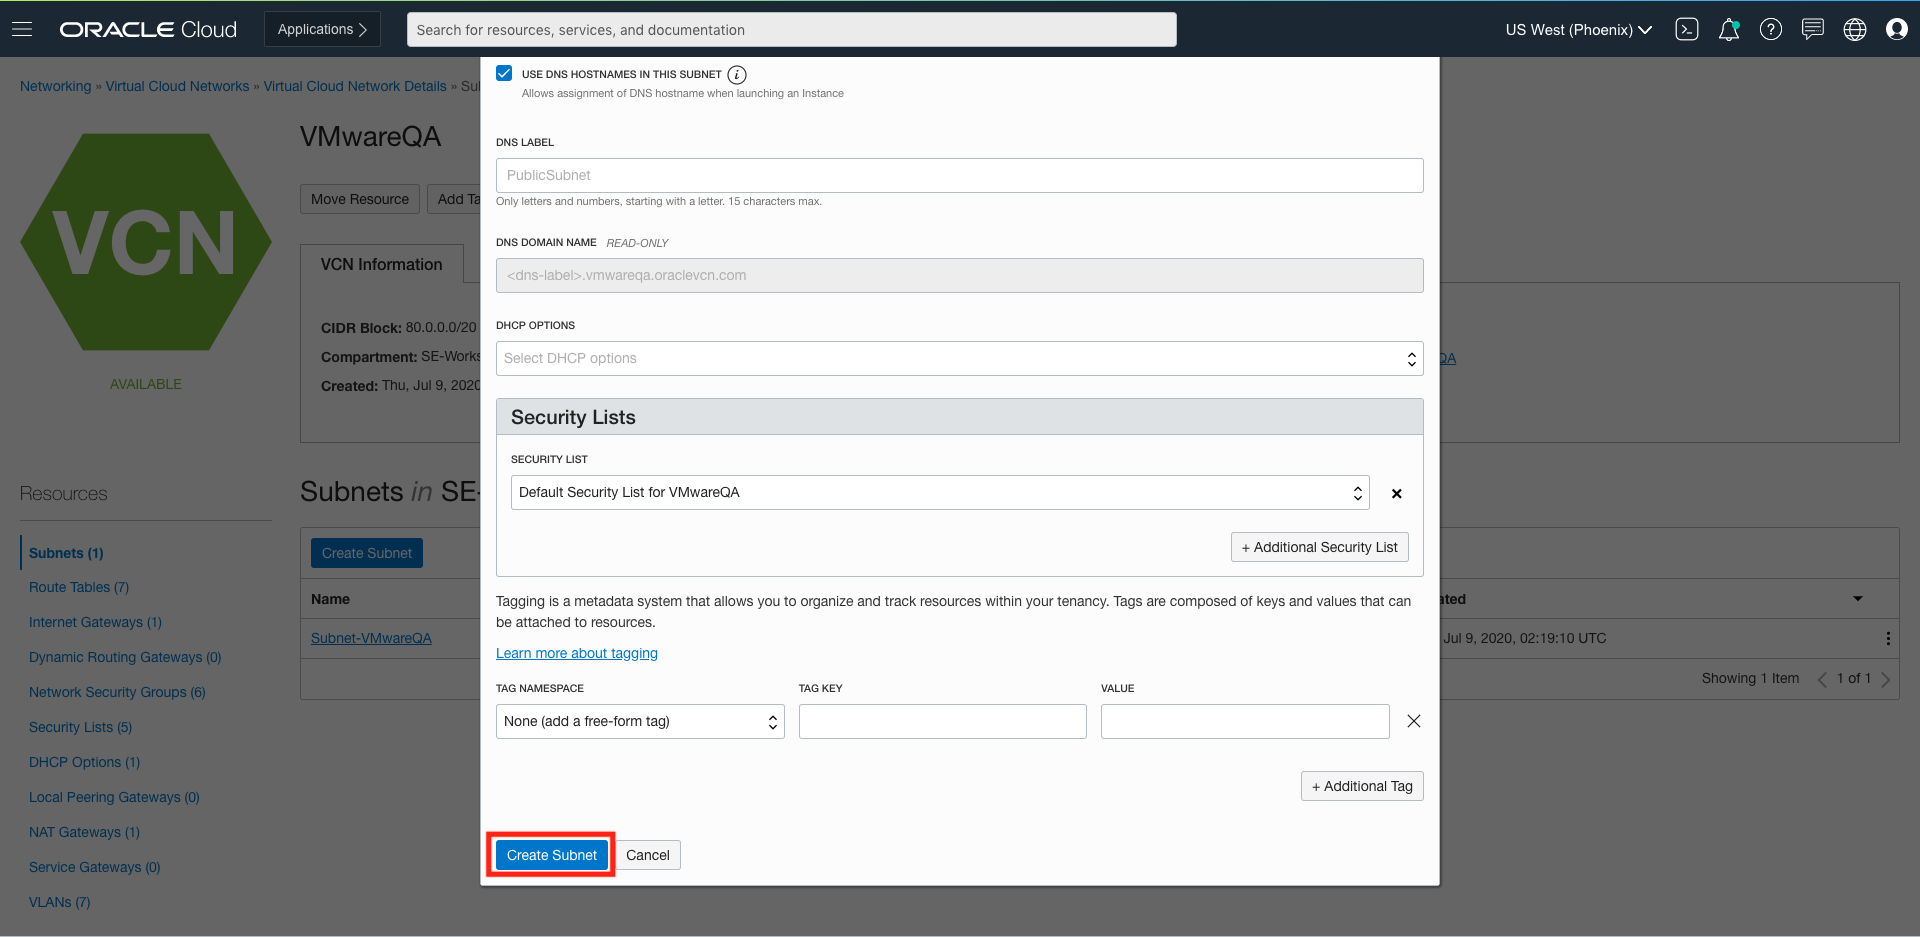 ORACLE Cloud
Applications
Search for resources, services, and documentation
US West (Phoenix)
Networking » Virtual Cloud Networks » Virtual Cloud Network Details »
VCN
AVAILABLE
VMwareQA
Move Resource
Add Ta
VCN Information
CIDR Block: 80.0.0.0/20
Compartment: SE-Works
Created: Thu, Jul 9, 2020
QA
Resources
Subnets (1)
Route Tables (7)
Internet Gateways (1)
Dynamic Routing Gateways (0)
Network Security Groups (6)
Security Lists (5)
DHCP Options (1)
Local Peering Gateways (0)
NAT Gateways (1)
Service Gateways (0)
VLANs (7)
Subnets in SE-
Create Subnet
Name
Subnet-VMwareQA
ated
Jul 9, 2020, 02:19:10 UTC
Showing 1 Item
1 of 1
USE DNS HOSTNAMES IN THIS SUBNET i
Allows assignment of DNS hostname when launching an Instance
DNS LABEL
PublicSubnet
Only letters and numbers, starting with a letter. 15 characters max.
DNS DOMAIN NAME READ-ONLY
<dns-label>.vmwareqa.oraclevcn.com
DHCP OPTIONS
Select DHCP options
Security Lists
SECURITY LIST
Default Security List for VMwareQA
+ Additional Security List
Tagging is a metadata system that allows you to organize and track resources within your tenancy. Tags are composed of keys and values that can
be attached to resources.
Learn more about tagging
TAG NAMESPACE
TAG KEY
VALUE
None (add a free-form tag)
+ Additional Tag
Create Subnet
Cancel